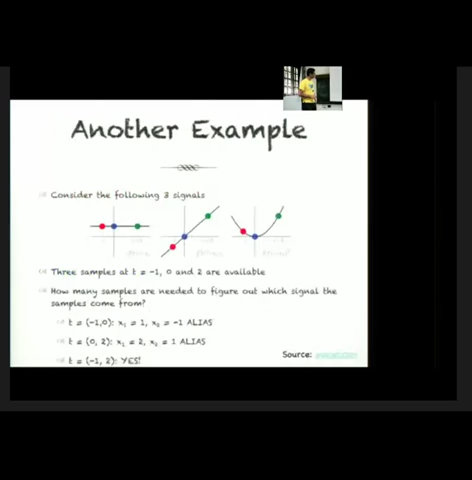 Another Example
Consider the following 3 signals
Three samples at t = -1, 0 and 2 are available
How many samples are needed to figure out which signal the
samples come from?
t = (-1,0): x₁ = 1, x₂ = -1 ALIAS
t = (0, 2): x₁ = 2, x₂ = 1 ALIAS
t = (-1, 2): YES!
Source: